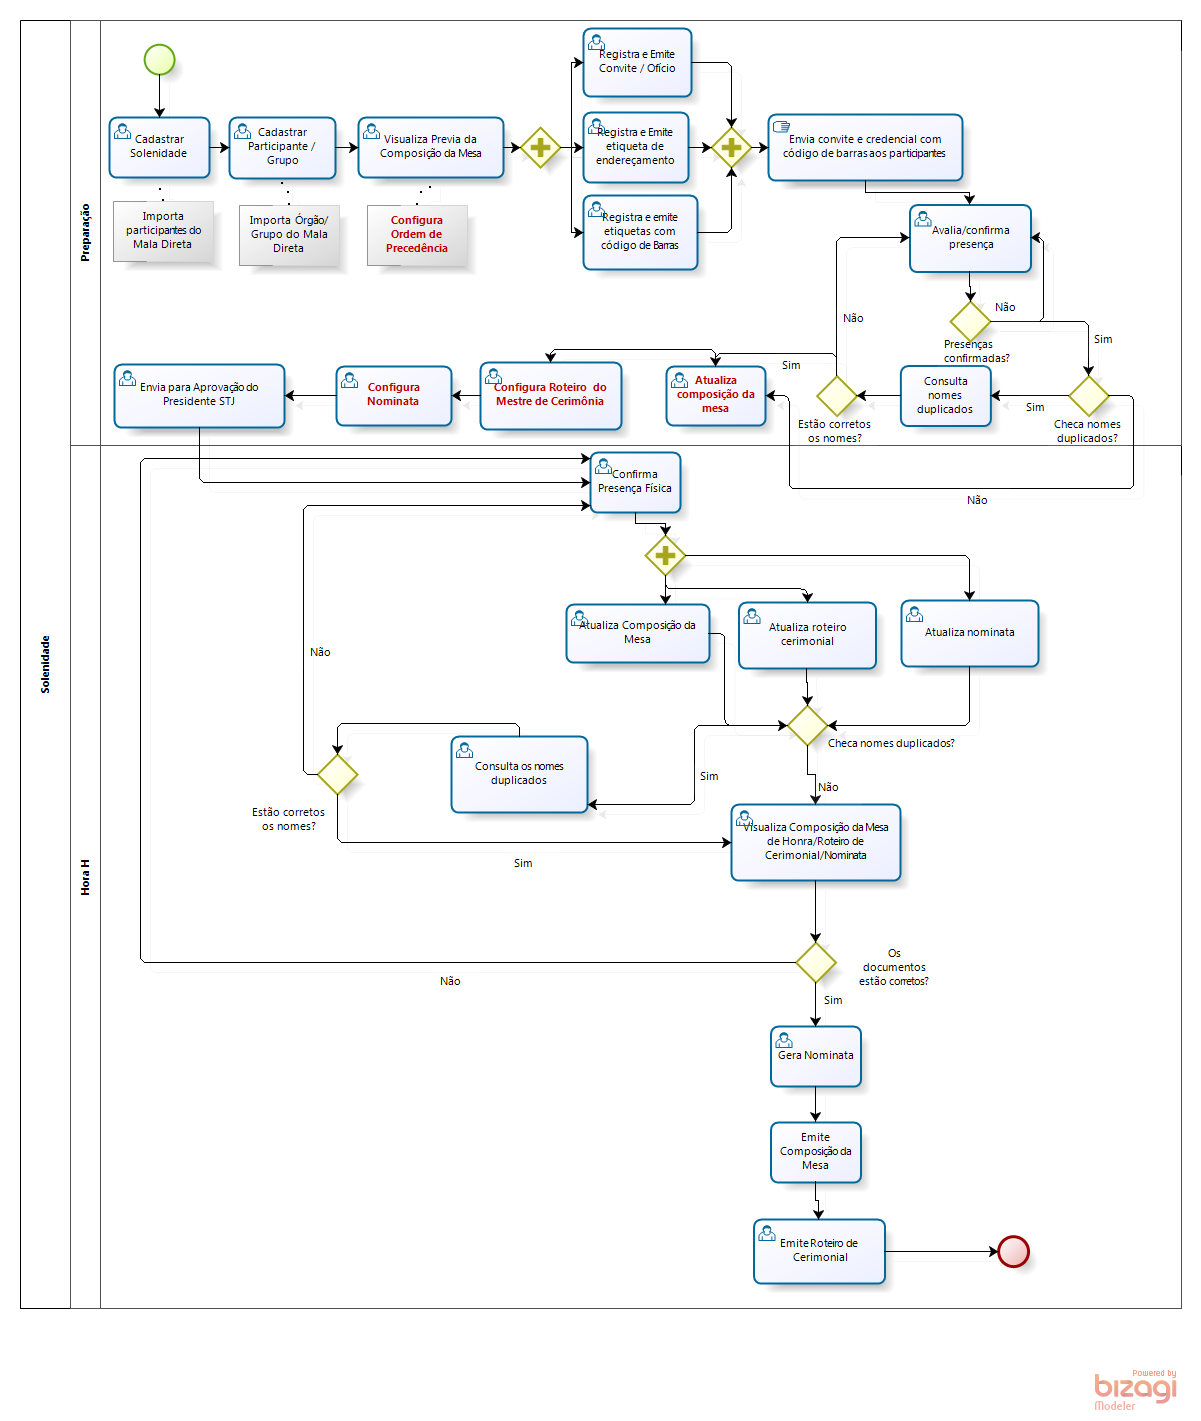 Solenidade
Preparação
Cadastrar
Solenidade
Cadastrar
Participante /
Grupo
Visualiza Previa da
Composição da Mesa
Registra e Emite
Convite / Ofício
Registra e Emite
etiqueta de
endereçamento
Registra e emite
etiquetas com
código de Barras
Envia convite e credencial com
código de barras aos participantes
Importa
participantes do
Mala Direta
Importa Órgão/
Grupo do Mala
Direta
Configura
Ordem de
Precedência
Avalia/confirma
presença
Não
Não
Presenças
confirmadas?
Sim
Sim
Envia para Aprovação do
Presidente STJ
Configura
Nominata
Configura Roteiro do
Mestre de Cerimônia
Atualiza
composição da
mesa
Estão corretos
os nomes?
Consulta
nomes
duplicados
Sim
Checa nomes
duplicados?
Não
Hora H
Confirma
Presença Física
Atualiza Composição da
Mesa
Atualiza roteiro
cerimonial
Atualiza nominata
Não
Checa nomes duplicados?
Consulta os nomes
duplicados
Sim
Não
Estão corretos
os nomes?
Sim
Visualiza Composição da Mesa
de Honra/Roteiro de
Cerimonial/Nominata
Os
documentos
estão corretos?
Não
Sim
Gera Nominata
Emite
Composição da
Mesa
Emite Roteiro de
Cerimonial
Powered by
bizagi
Modeler